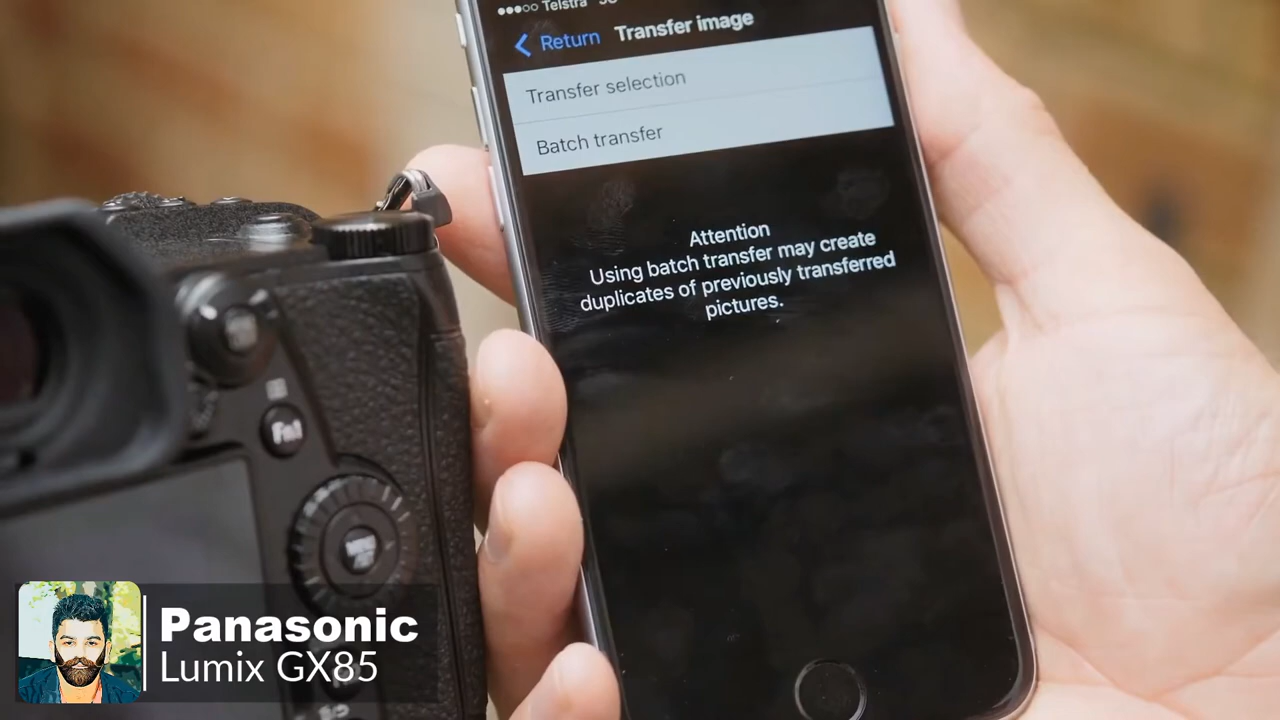 Telstra
Return Transfer image
Transfer selection
Batch transfer
Attention
Using batch transfer may create
duplicates of previously transferred
pictures.
Fn1
Panasonic
Lumix GX85